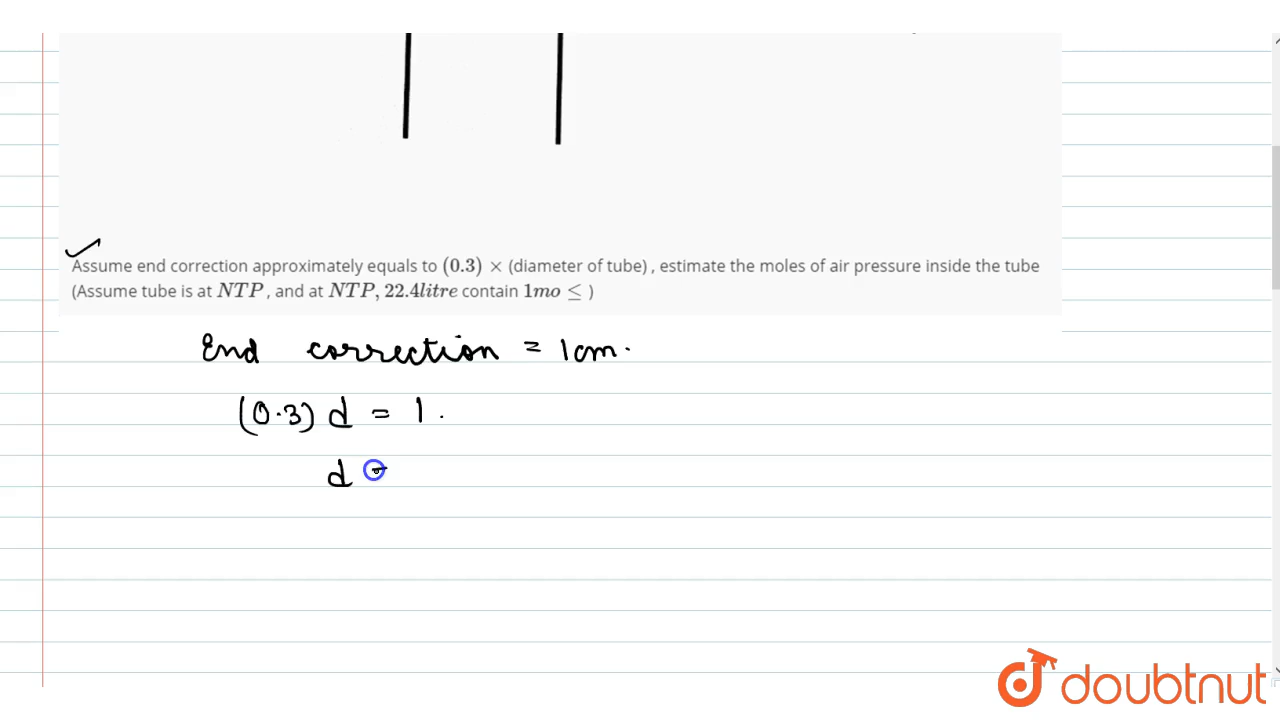 Assume end correction approximately equals to (0.3) × (diameter of tube) , estimate the moles of air pressure inside the tube
(Assume tube is at NTP , and at NTP, 22.4litre contain 1mo ≤ )
End correction = 1cm.
(0.3) d = 1.
d =
doubtnut